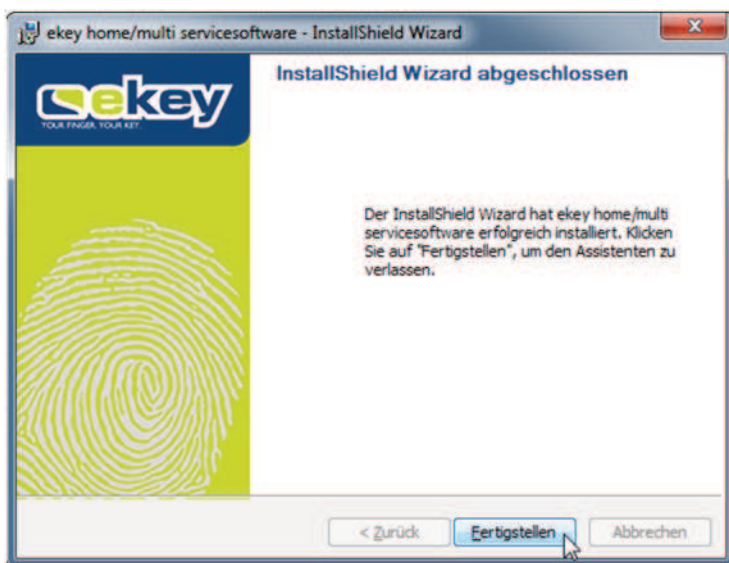 ekey home/multi servicesoftware - InstallShield Wizard
ekey
YOUR FINGER. YOUR KEY.
InstallShield Wizard abgeschlossen
Der InstallShield Wizard hat ekey home/multi
servicesoftware erfolgreich installiert. Klicken
Sie auf "Fertigstellen", um den Assistenten zu
verlassen.
< Zurück
Fertigstellen
Abbrechen